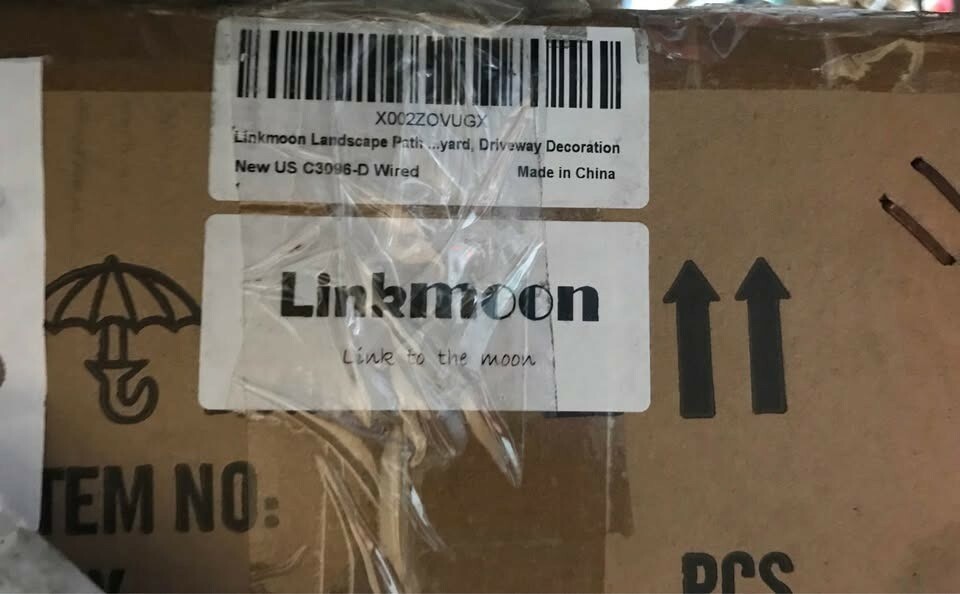 X002ZOVUGX
Linkmoon Landscape Path ...yard, Driveway Decoration
New US C3096-D Wired Made in China
Linkmoon
Link to the moon
TEM NO:
PCS